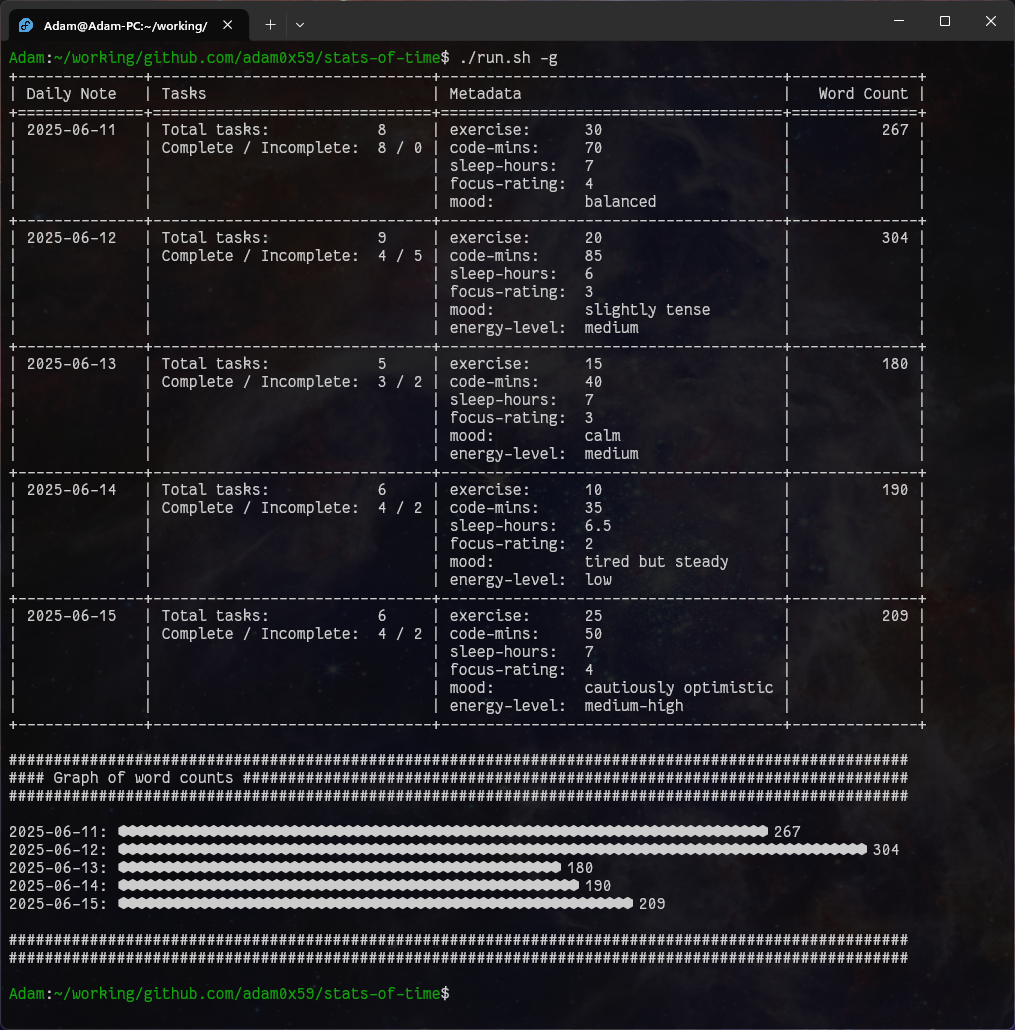 Adam@Adam-PC:~/working/
Adam:~/working/github.com/adam0x59/stats-of-time$ ./run.sh -g
+--------------+-------------------------------+--------------------------------------+--------------+
| Daily Note   | Tasks                         | Metadata                             |   Word Count |
+==============+===============================+======================================+==============+
| 2025-06-11   | Total tasks:            8     | exercise:      30                    |          267 |
|              | Complete / Incomplete:  8 / 0 | code-mins:     70                    |              |
|              |                               | sleep-hours:   7                     |              |
|              |                               | focus-rating:  4                     |              |
|              |                               | mood:          balanced              |              |
+--------------+-------------------------------+--------------------------------------+--------------+
| 2025-06-12   | Total tasks:            9     | exercise:      20                    |          304 |
|              | Complete / Incomplete:  4 / 5 | code-mins:     85                    |              |
|              |                               | sleep-hours:   6                     |              |
|              |                               | focus-rating:  3                     |              |
|              |                               | mood:          slightly tense        |              |
|              |                               | energy-level:  medium                |              |
+--------------+-------------------------------+--------------------------------------+--------------+
| 2025-06-13   | Total tasks:            5     | exercise:      15                    |          180 |
|              | Complete / Incomplete:  3 / 2 | code-mins:     40                    |              |
|              |                               | sleep-hours:   7                     |              |
|              |                               | focus-rating:  3                     |              |
|              |                               | mood:          calm                  |              |
|              |                               | energy-level:  medium                |              |
+--------------+-------------------------------+--------------------------------------+--------------+
| 2025-06-14   | Total tasks:            6     | exercise:      10                    |          190 |
|              | Complete / Incomplete:  4 / 2 | code-mins:     35                    |              |
|              |                               | sleep-hours:   6.5                   |              |
|              |                               | focus-rating:  2                     |              |
|              |                               | mood:          tired but steady      |              |
|              |                               | energy-level:  low                   |              |
+--------------+-------------------------------+--------------------------------------+--------------+
| 2025-06-15   | Total tasks:            6     | exercise:      25                    |          209 |
|              | Complete / Incomplete:  4 / 2 | code-mins:     50                    |              |
|              |                               | sleep-hours:   7                     |              |
|              |                               | focus-rating:  4                     |              |
|              |                               | mood:          cautiously optimistic |              |
|              |                               | energy-level:  medium-high           |              |
+--------------+-------------------------------+--------------------------------------+--------------+
####################################################################################################
#### Graph of word counts ##########################################################################
####################################################################################################
2025-06-11: 267
2025-06-12: 304
2025-06-13: 180
2025-06-14: 190
2025-06-15: 209
####################################################################################################
####################################################################################################
Adam:~/working/github.com/adam0x59/stats-of-time$